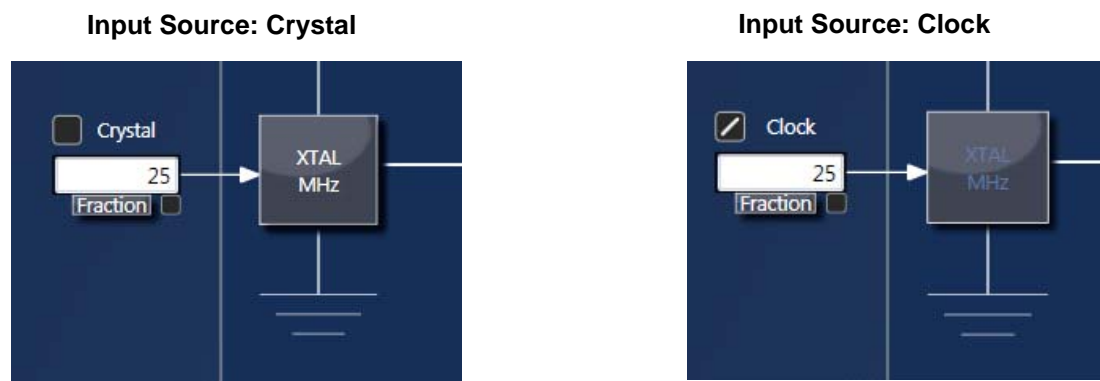 Input Source: Crystal
Crystal
25
Fraction
XTAL
MHz
Input Source: Clock
Clock
25
Fraction
XTAL
MHz